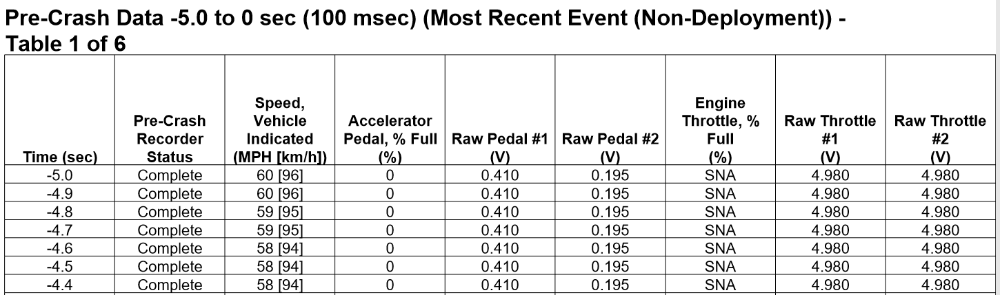 Pre-Crash Data -5.0 to 0 sec (100 msec) (Most Recent Event (Non-Deployment)) -
Table 1 of 6
Time (sec) Pre-Crash Recorder Status Speed, Vehicle Indicated (MPH [km/h]) Accelerator Pedal, % Full (%) Raw Pedal #1 (V) Raw Pedal #2 (V) Engine Throttle, % Full (%) Raw Throttle #1 (V) Raw Throttle #2 (V)
-5.0 Complete 60 [96] 0 0.410 0.195 SNA 4.980 4.980
-4.9 Complete 60 [96] 0 0.410 0.195 SNA 4.980 4.980
-4.8 Complete 59 [95] 0 0.410 0.195 SNA 4.980 4.980
-4.7 Complete 59 [95] 0 0.410 0.195 SNA 4.980 4.980
-4.6 Complete 58 [94] 0 0.410 0.195 SNA 4.980 4.980
-4.5 Complete 58 [94] 0 0.410 0.195 SNA 4.980 4.980
-4.4 Complete 58 [94] 0 0.410 0.195 SNA 4.980 4.980